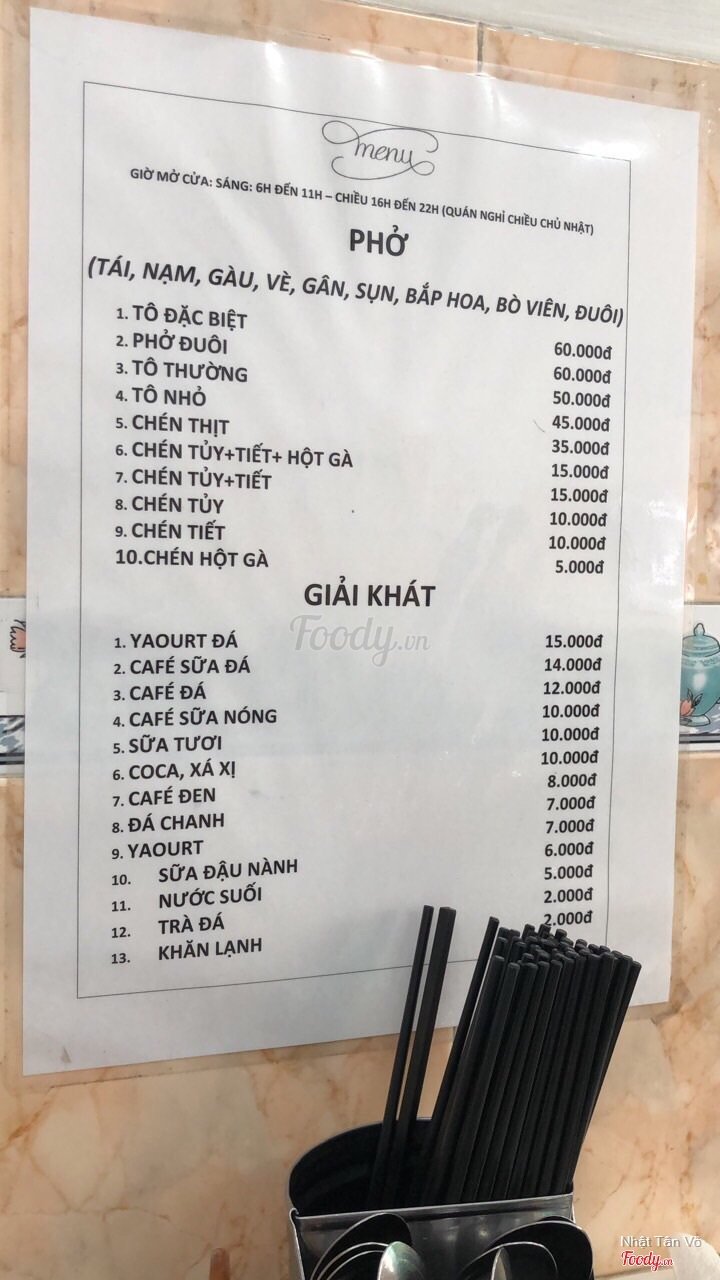 menu
GIỜ MỞ CỬA: SÁNG: 6H ĐẾN 11H – CHIỀU 16H ĐẾN 22H (QUÁN NGHỈ CHIỀU CHỦ NHẬT)
PHỞ
(TÁI, NẠM, GÀU, VÈ, GÂN, SỤN, BẮP HOA, BÒ VIÊN, ĐUÔI)
1. TÔ ĐẶC BIỆT 60.000đ
2. PHỞ ĐUÔI 60.000đ
3. TÔ THƯỜNG 50.000đ
4. TÔ NHỎ 45.000đ
5. CHÉN THỊT 35.000đ
6. CHÉN TỦY+TIẾT+ HỘT GÀ 15.000đ
7. CHÉN TỦY+TIẾT 15.000đ
8. CHÉN TỦY 10.000đ
9. CHÉN TIẾT 10.000đ
10.CHÉN HỘT GÀ 5.000đ
GIẢI KHÁT
Foody.vn
1. YAOURT ĐÁ 15.000đ
2. CAFÉ SỮA ĐÁ 14.000đ
3. CAFÉ ĐÁ 12.000đ
4. CAFÉ SỮA NÓNG 10.000đ
5. SỮA TƯƠI 10.000đ
6. COCA, XÁ XỊ 10.000đ
7. CAFÉ ĐEN 8.000đ
8. ĐÁ CHANH 7.000đ
9. YAOURT 7.000đ
10. SỮA ĐẬU NÀNH 6.000đ
11. NƯỚC SUỐI 5.000đ
12. TRÀ ĐÁ 2.000đ
13. KHĂN LẠNH 2.000đ
Nhât Tân Võ
Foody.vn